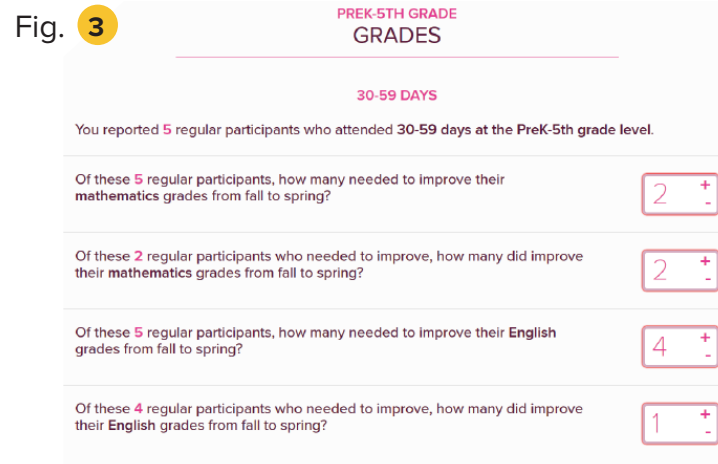 Fig. 3
PREK-5TH GRADE
GRADES
30-59 DAYS
You reported 5 regular participants who attended 30-59 days at the PreK-5th grade level.
Of these 5 regular participants, how many needed to improve their
mathematics grades from fall to spring?
2 + -
Of these 2 regular participants who needed to improve, how many did improve
their mathematics grades from fall to spring?
2 + -
Of these 5 regular participants, how many needed to improve their English
grades from fall to spring?
4 + -
Of these 4 regular participants who needed to improve, how many did improve
their English grades from fall to spring?
1 + -